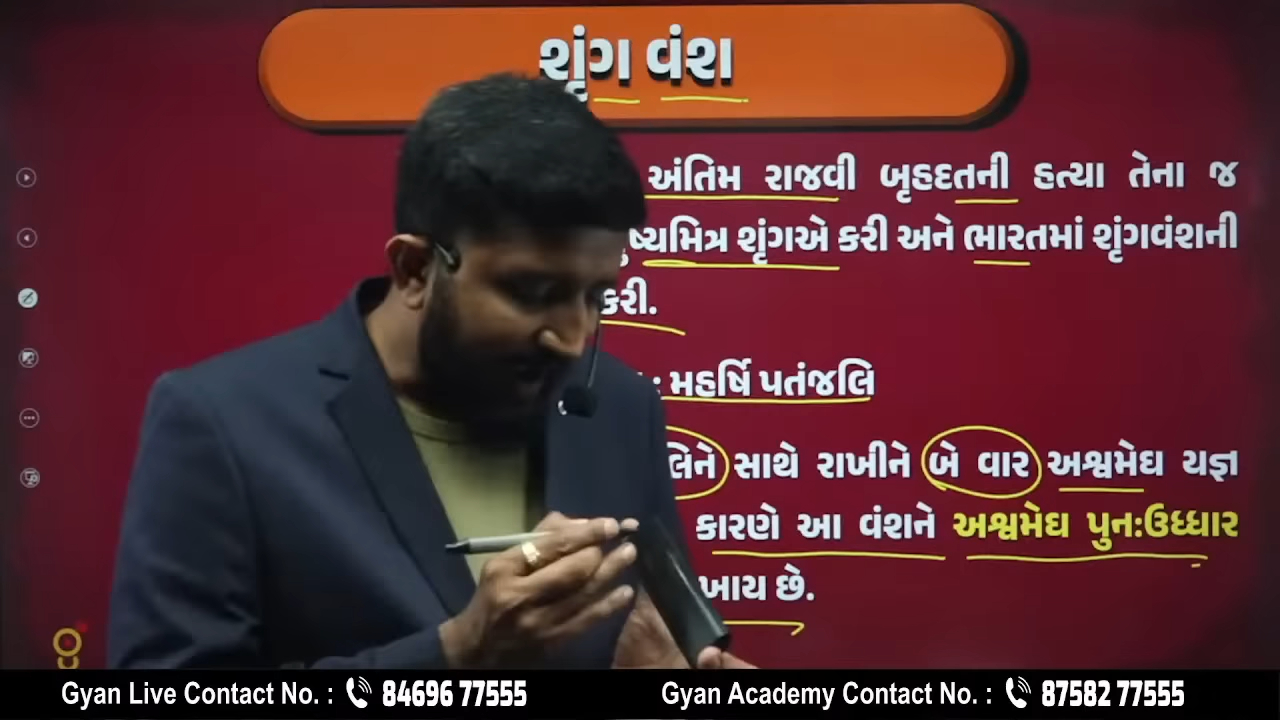 શૃંગ વંશ
અંતિમ રાજવી બૃહદતની હત્યા તેના જ
શૃંગએ કરી અને ભારતમાં શૃંગવંશની
કરી.
: મહર્ષિ પતંજલિ
સાથે રાખીને બે વાર અશ્વમેઘ યજ્ઞ
કારણે આ વંશને અશ્વમેઘ પુન:ઉધ્ધાર
છે.
Gyan Live Contact No. : 84696 77555 Gyan Academy Contact No. : 87582 77555